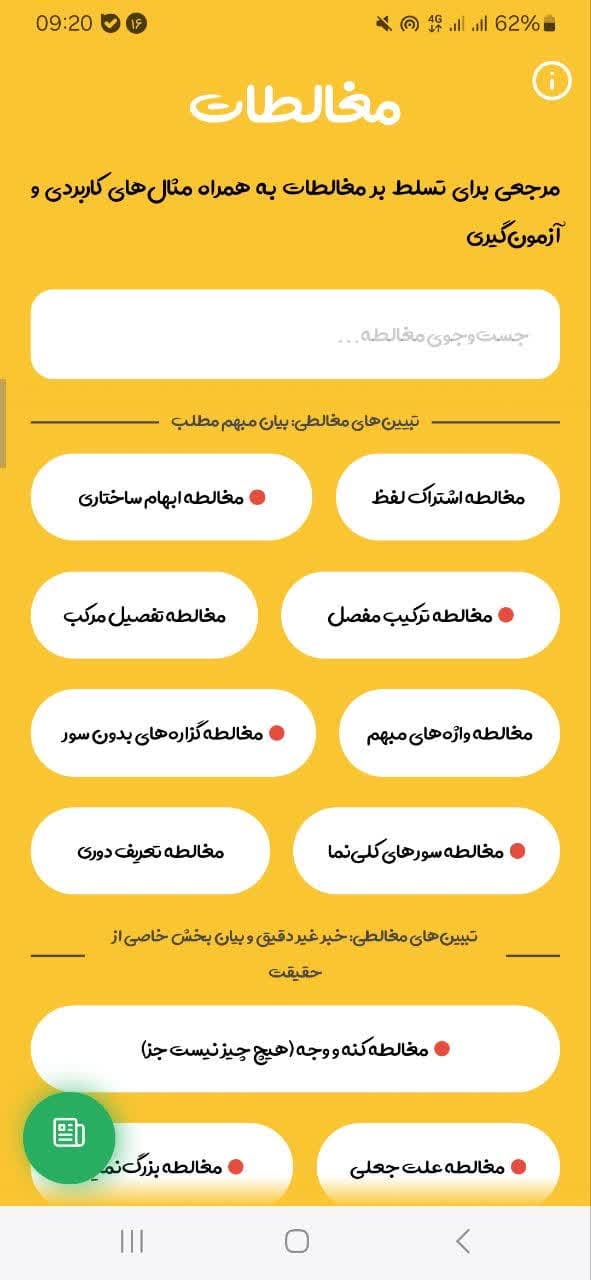 09:20 ۱۶ 4G 62%
مغالطات
مرجعی برای تسلط بر مغالطات به همراه مثال‌های کاربردی و
آزمون‌گیری
جست‌وجوی مغالطه...
تبیین‌های مغالطی: بیان مبهم مطلب
مغالطه اشتراک لفظ
مغالطه ابهام ساختاری
مغالطه ترکیب مفصل
مغالطه تفصیل مرکب
مغالطه واژه‌های مبهم
مغالطه گزاره‌های بدون سور
مغالطه سورهای کلی‌نما
مغالطه تعریف دوری
تبیین‌های مغالطی: خبر غیر دقیق و بیان بخش خاصی از
حقیقت
مغالطه کنه و وجه (هیچ چیز نیست جز)
مغالطه علت جعلی
مغالطه بزرگ‌نم